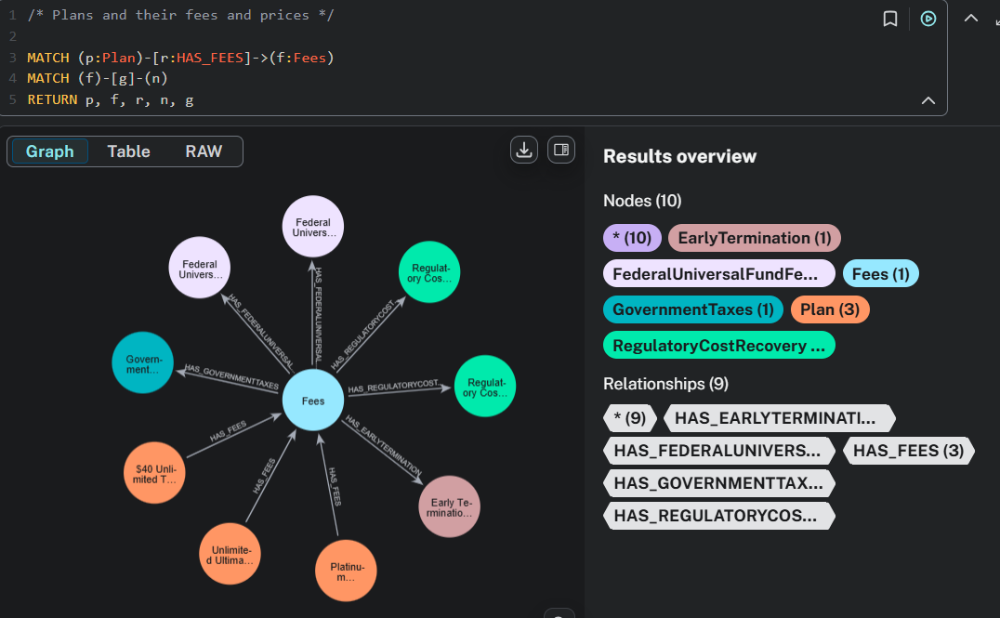 1 /* Plans and their fees and prices */
2
3 MATCH (p:Plan)-[r:HAS_FEES]->(f:Fees)
4 MATCH (f)-[g]-(n)
5 RETURN p, f, r, n, g
Graph Table RAW
Results overview
Nodes (10)
* (10) EarlyTermination (1)
FederalUniversalFundFe... Fees (1)
GovernmentTaxes (1) Plan (3)
RegulatoryCostRecovery ...
Relationships (9)
* (9) HAS_EARLYTERMINATI...
HAS_FEDERALUNIVERS... HAS_FEES (3)
HAS_GOVERNMENTTAX...
HAS_REGULATORYCOS...
Federal
Univers...
Federal
Univers...
Regulat-
ory Cos...
HAS_FEDERALUNIVERSAL
HAS_FEDERALUNIVERSAL
HAS_REGULATORYCOST
Govern-
ment...
HAS_GOVERNMENTTAXES
HAS_REGULATORYCOST
Regulat-
ory Cos...
Fees
HAS_FEES
HAS_FEES
HAS_FEES
HAS_EARLYTERMINATION
$40 Unli-
mited T...
Early Te-
rminatio...
Unlimite-
d Ultima...
Platinu-
m...